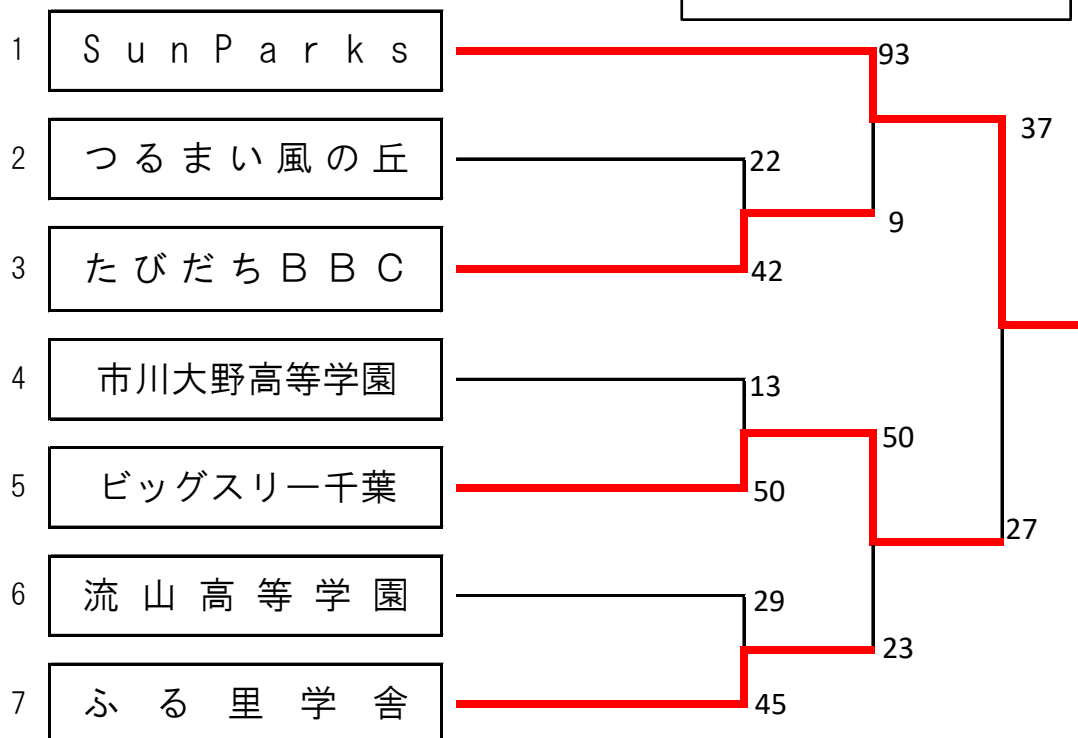 1 SunParks 93
37
2 つるまい風の丘 22
9
3 たびだちBBC 42
4 市川大野高等学園 13
50
5 ビッグスリー千葉 50
27
6 流山高等学園 29
23
7 ふる里学舎 45